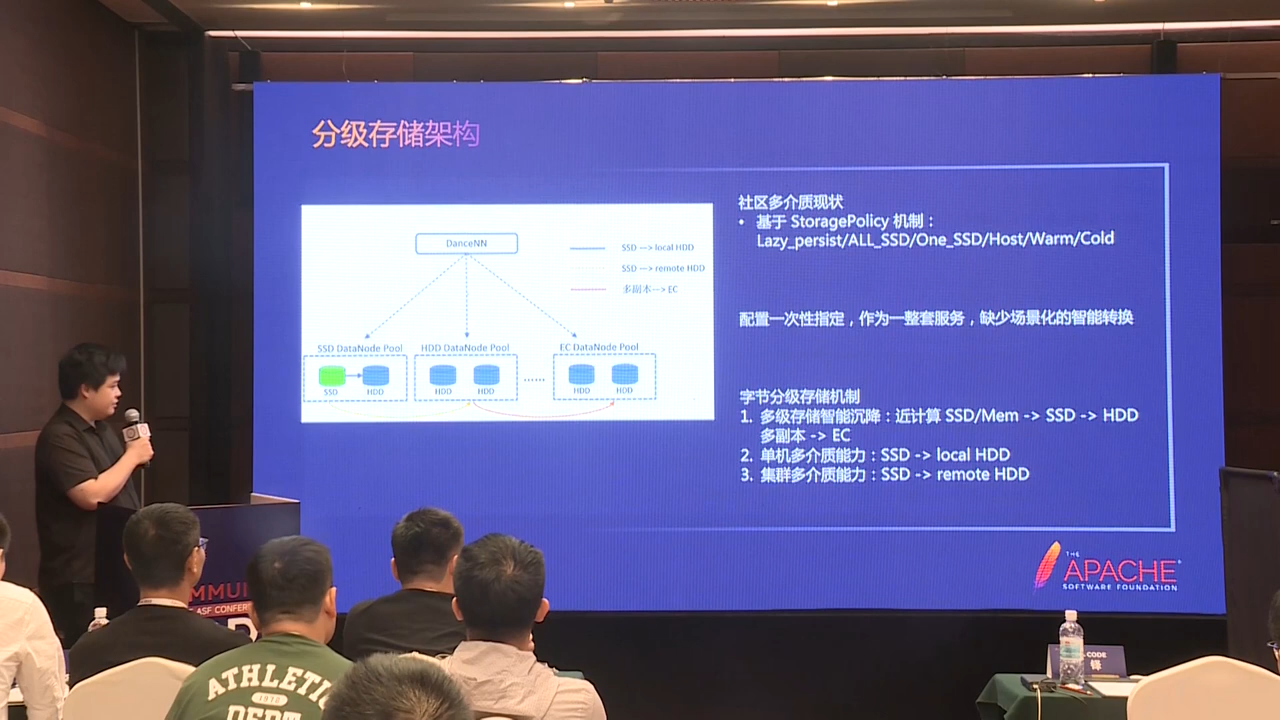 分级存储架构
DanceNN
SSD —> local HDD
SSD —> remote HDD
多副本—> EC
SSD DataNode Pool
HDD DataNode Pool
EC DataNode Pool
SSD
HDD
HDD
HDD
......
HDD
HDD
社区多介质现状
• 基于 StoragePolicy 机制：
Lazy_persist/ALL_SSD/One_SSD/Host/Warm/Cold
配置一次性指定，作为一整套服务，缺少场景化的智能转换
字节分级存储机制
1. 多级存储智能沉降：近计算 SSD/Mem -> SSD -> HDD
多副本 -> EC
2. 单机多介质能力：SSD -> local HDD
3. 集群多介质能力：SSD -> remote HDD
THE
APACHE
SOFTWARE FOUNDATION
MMUI
ASF CONFER
ATHLETIC
1872
DEPT
CODE
铎